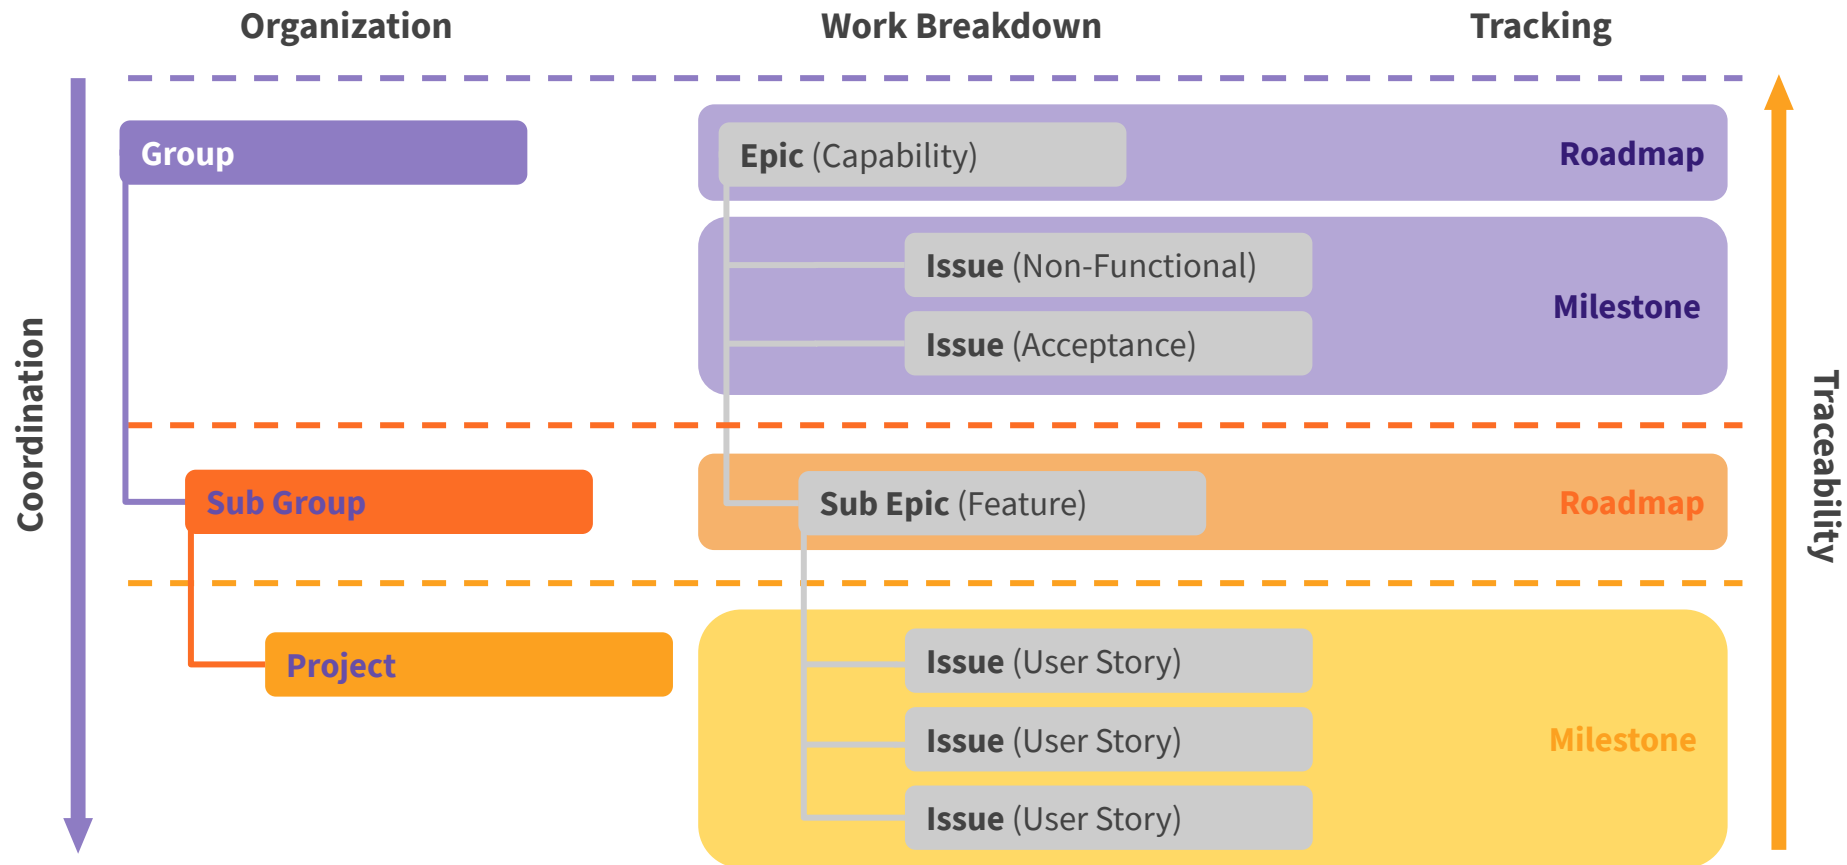 Organization
Work Breakdown
Tracking
Group
Epic (Capability)
Roadmap
Issue (Non-Functional)
Milestone
Issue (Acceptance)
Coordination
Traceability
Sub Group
Sub Epic (Feature)
Roadmap
Project
Issue (User Story)
Issue (User Story)
Milestone
Issue (User Story)